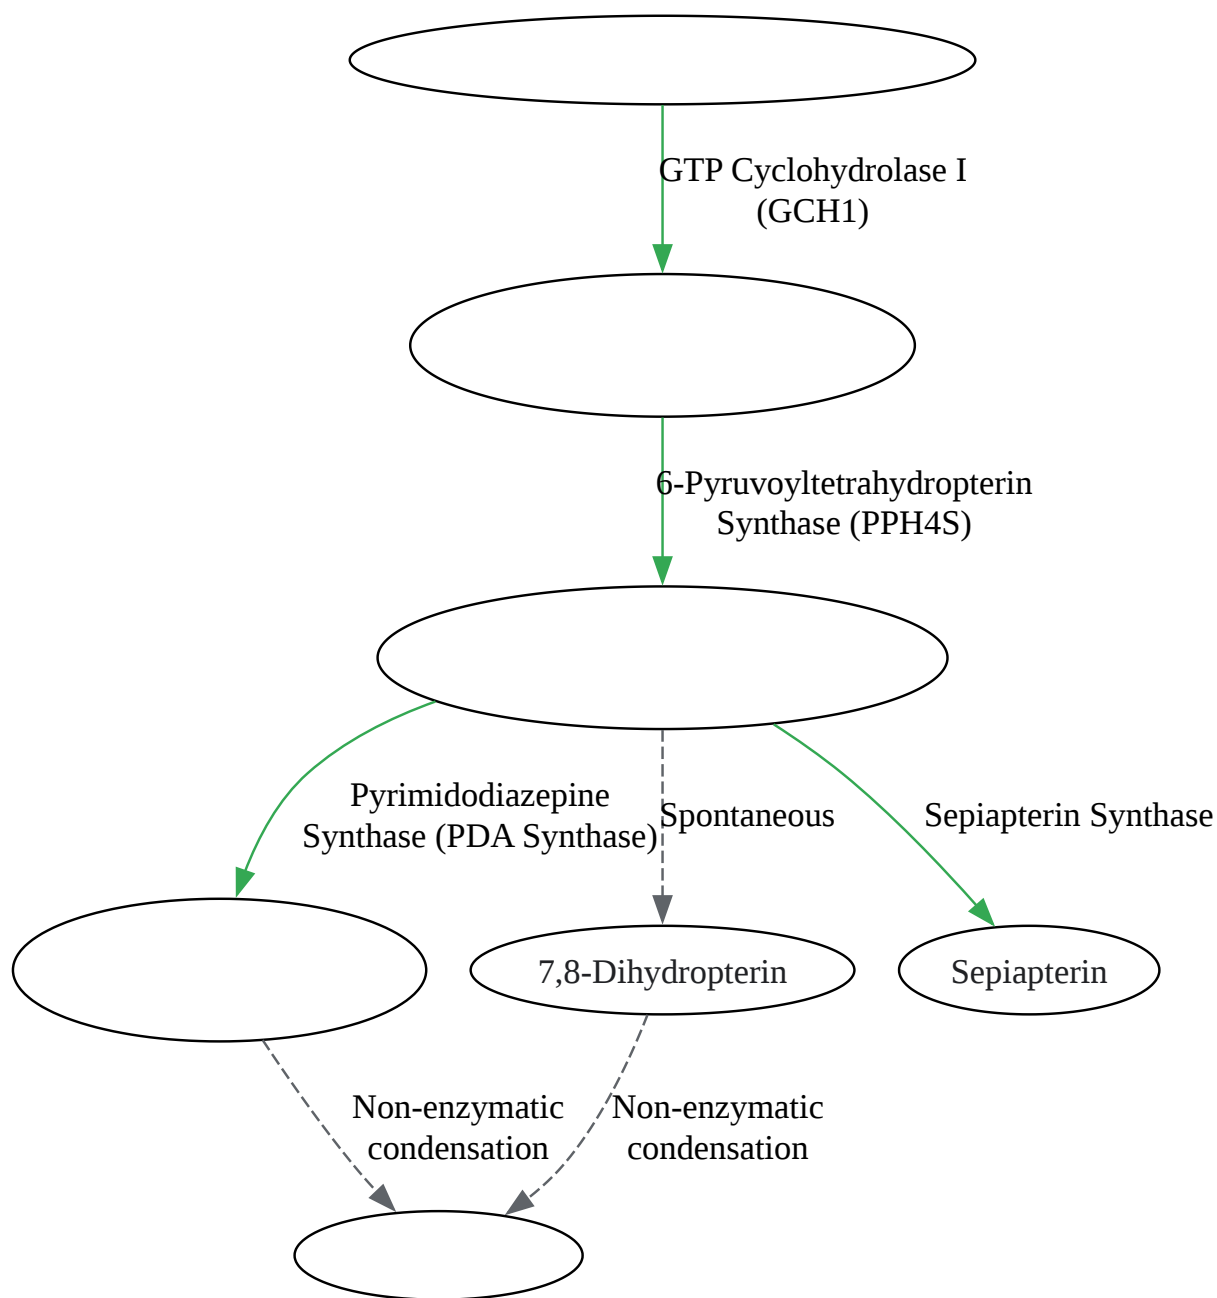 GTP Cyclohydrolase I
(GCH1)
6-Pyruvoyltetrahydropterin
Synthase (PPH4S)
Pyrimidodiazepine
Synthase (PDA Synthase)
Spontaneous
Sepiapterin Synthase
7,8-Dihydropterin
Sepiapterin
Non-enzymatic
condensation
Non-enzymatic
condensation